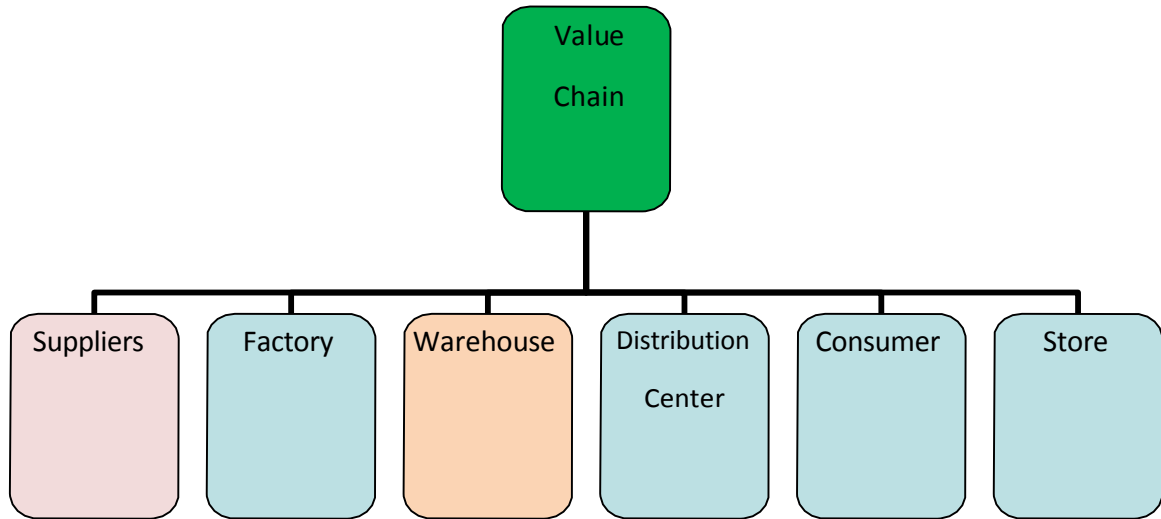 Value
Chain
Suppliers
Factory
Warehouse
Distribution
Center
Consumer
Store